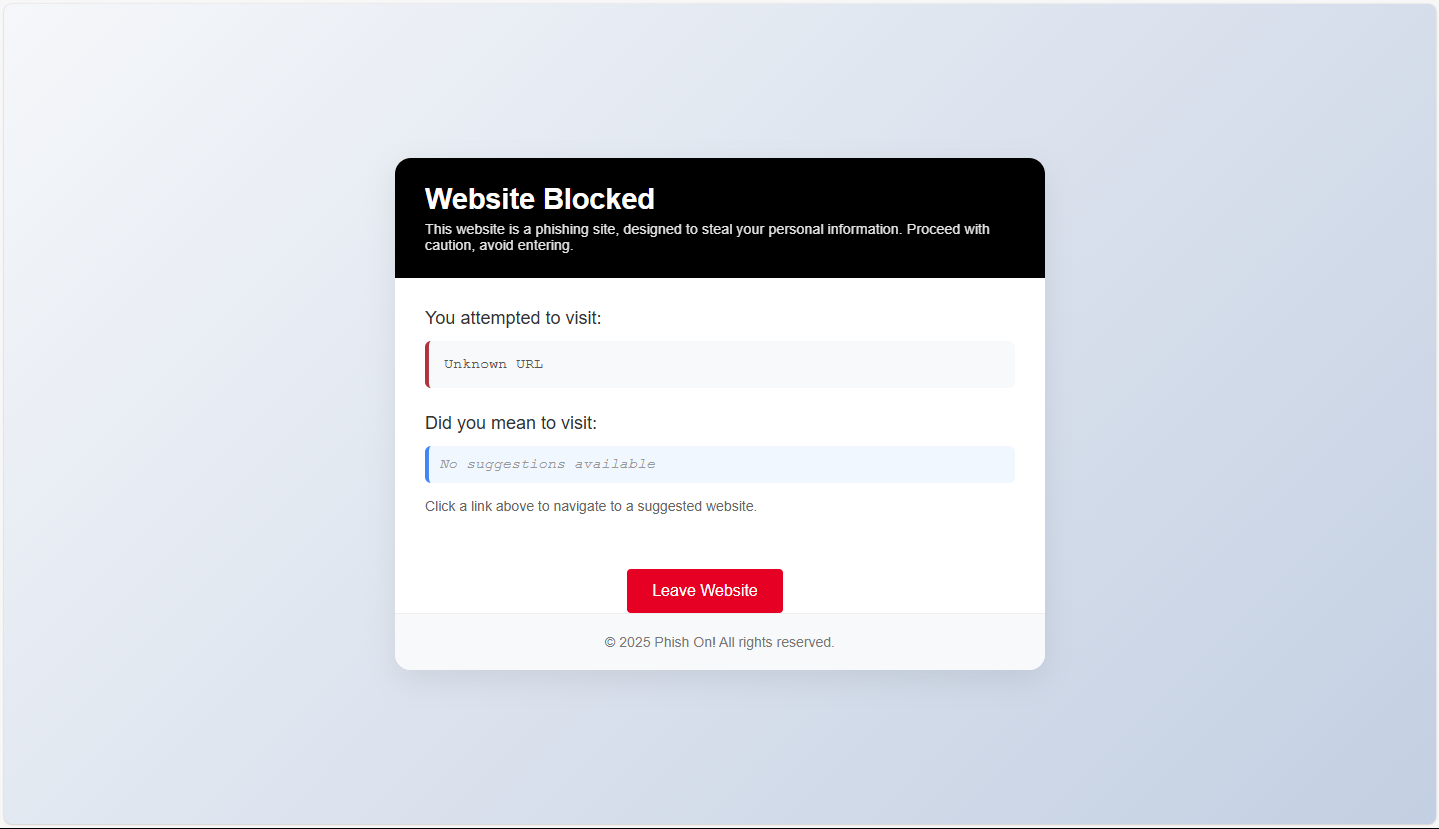 Website Blocked
This website is a phishing site, designed to steal your personal information. Proceed with
caution, avoid entering.
You attempted to visit:
Unknown URL
Did you mean to visit:
No suggestions available
Click a link above to navigate to a suggested website.
Leave Website
© 2025 Phish On! All rights reserved.